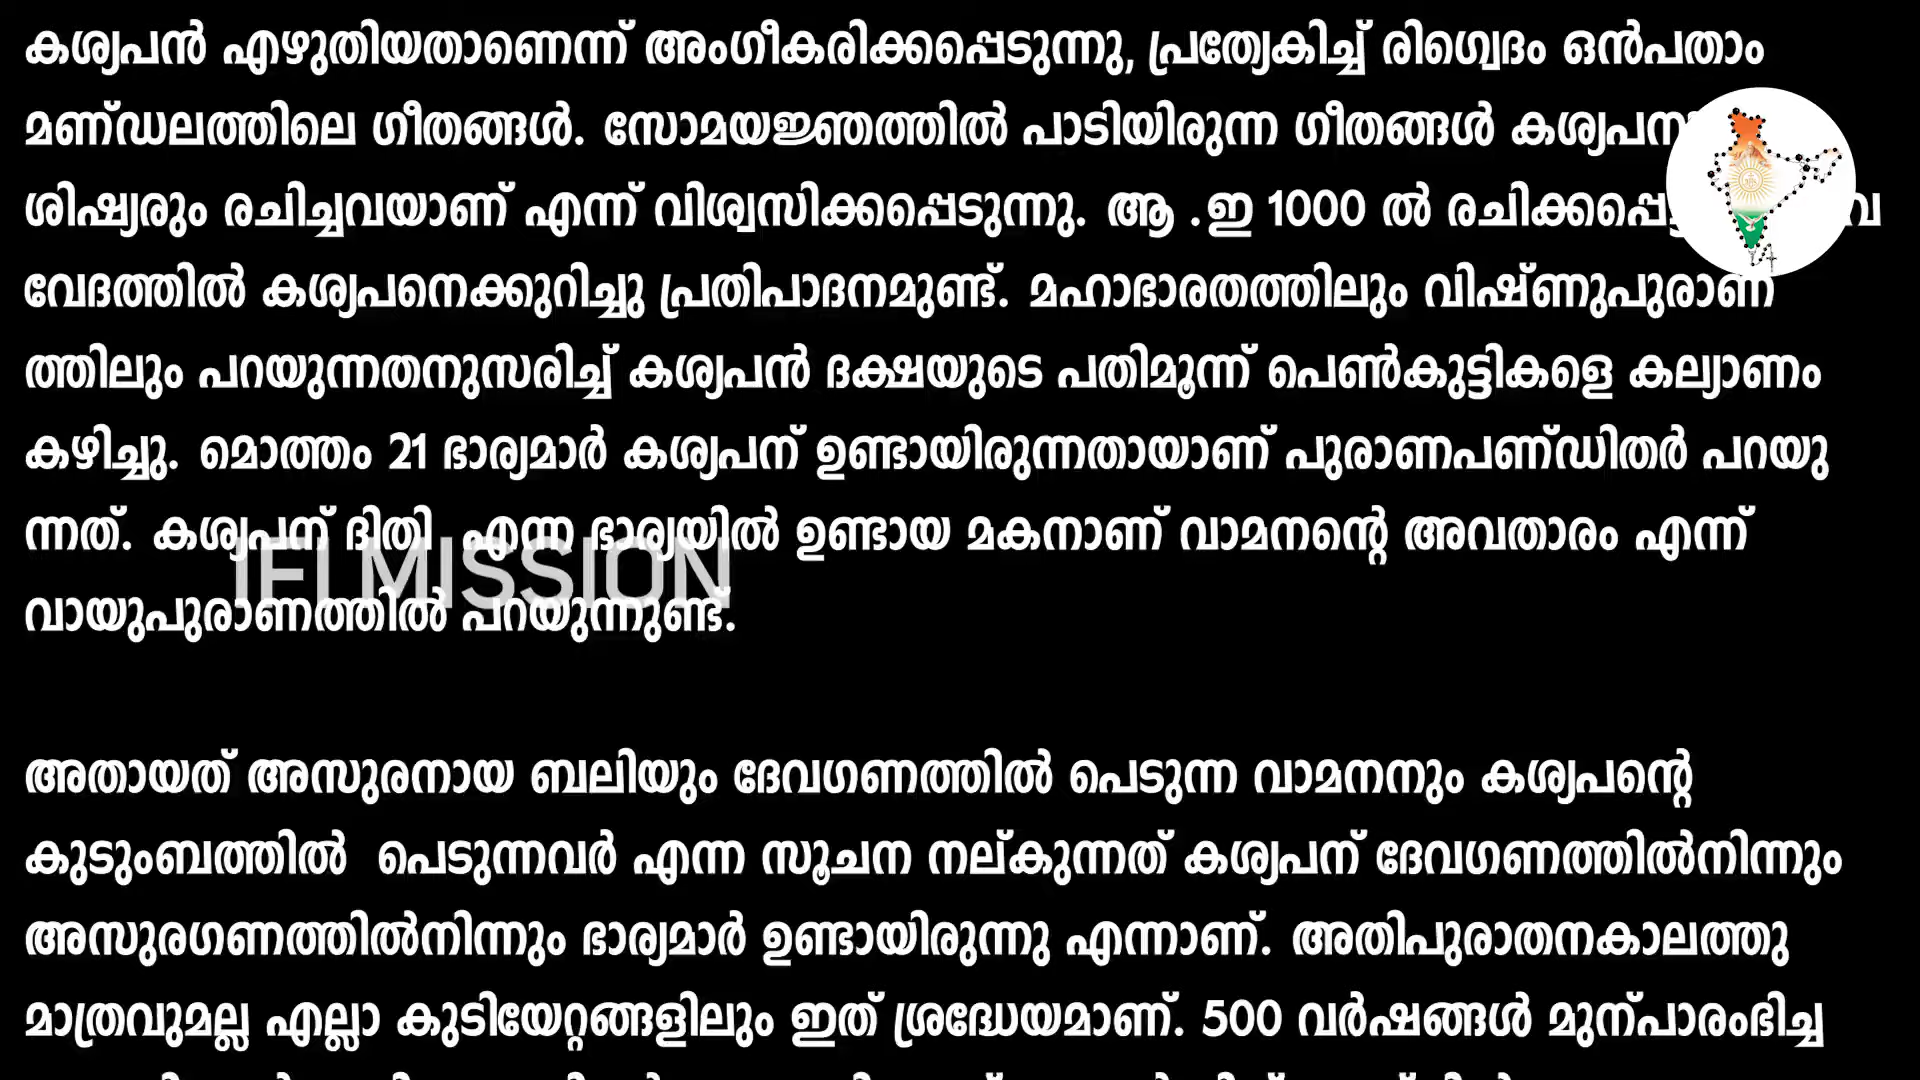 കശ്യപൻ എഴുതിയതാണെന്ന് അംഗീകരിക്കപ്പെടുന്നു, പ്രത്യേകിച്ച് രിഗ്വെദം ഒൻപതാം
മണ്ഡലത്തിലെ ഗീതങ്ങൾ. സോമയജ്ഞത്തിൽ പാടിയിരുന്ന ഗീതങ്ങൾ
ശിഷ്യരും രചിച്ചവയാണ് എന്ന് വിശ്വസിക്കപ്പെടുന്നു. ആ .ഇ 1000 ൽ
വേദത്തിൽ കശ്യപനെക്കുറിച്ചു പ്രതിപാദനമുണ്ട്. മഹാഭാരതത്തിലും വിഷ്ണുപുരാണ
ത്തിലും പറയുന്നതനുസരിച്ച് കശ്യപൻ ദക്ഷയുടെ പതിമൂന്ന് പെൺകുട്ടികളെ കല്യാണം
കഴിച്ചു. മൊത്തം 21 ഭാര്യമാർ കശ്യപന് ഉണ്ടായിരുന്നതായാണ് പുരാണപണ്ഡിതർ പറയു
ന്നത്. കശ്യപന് ദിതി എന്ന ഭാര്യയിൽ ഉണ്ടായ മകനാണ് വാമനന്റെ അവതാരം എന്ന്
IFI MISSION
വായുപുരാണത്തിൽ പറയുന്നുണ്ട്.
അതായത് അസുരനായ ബലിയും ദേവഗണത്തിൽ പെടുന്ന വാമനനും കശ്യപന്റെ
കുടുംബത്തിൽ പെടുന്നവർ എന്ന സൂചന നല്കുന്നത് കശ്യപന് ദേവഗണത്തിൽനിന്നും
അസുരഗണത്തിൽനിന്നും ഭാര്യമാർ ഉണ്ടായിരുന്നു എന്നാണ്. അതിപുരാതനകാലത്തു
മാത്രവുമല്ല എല്ലാ കുടിയേറ്റങ്ങളിലും ഇത് ശ്രദ്ധേയമാണ്. 500 വർഷങ്ങൾ മുന്പാരംഭിച്ച